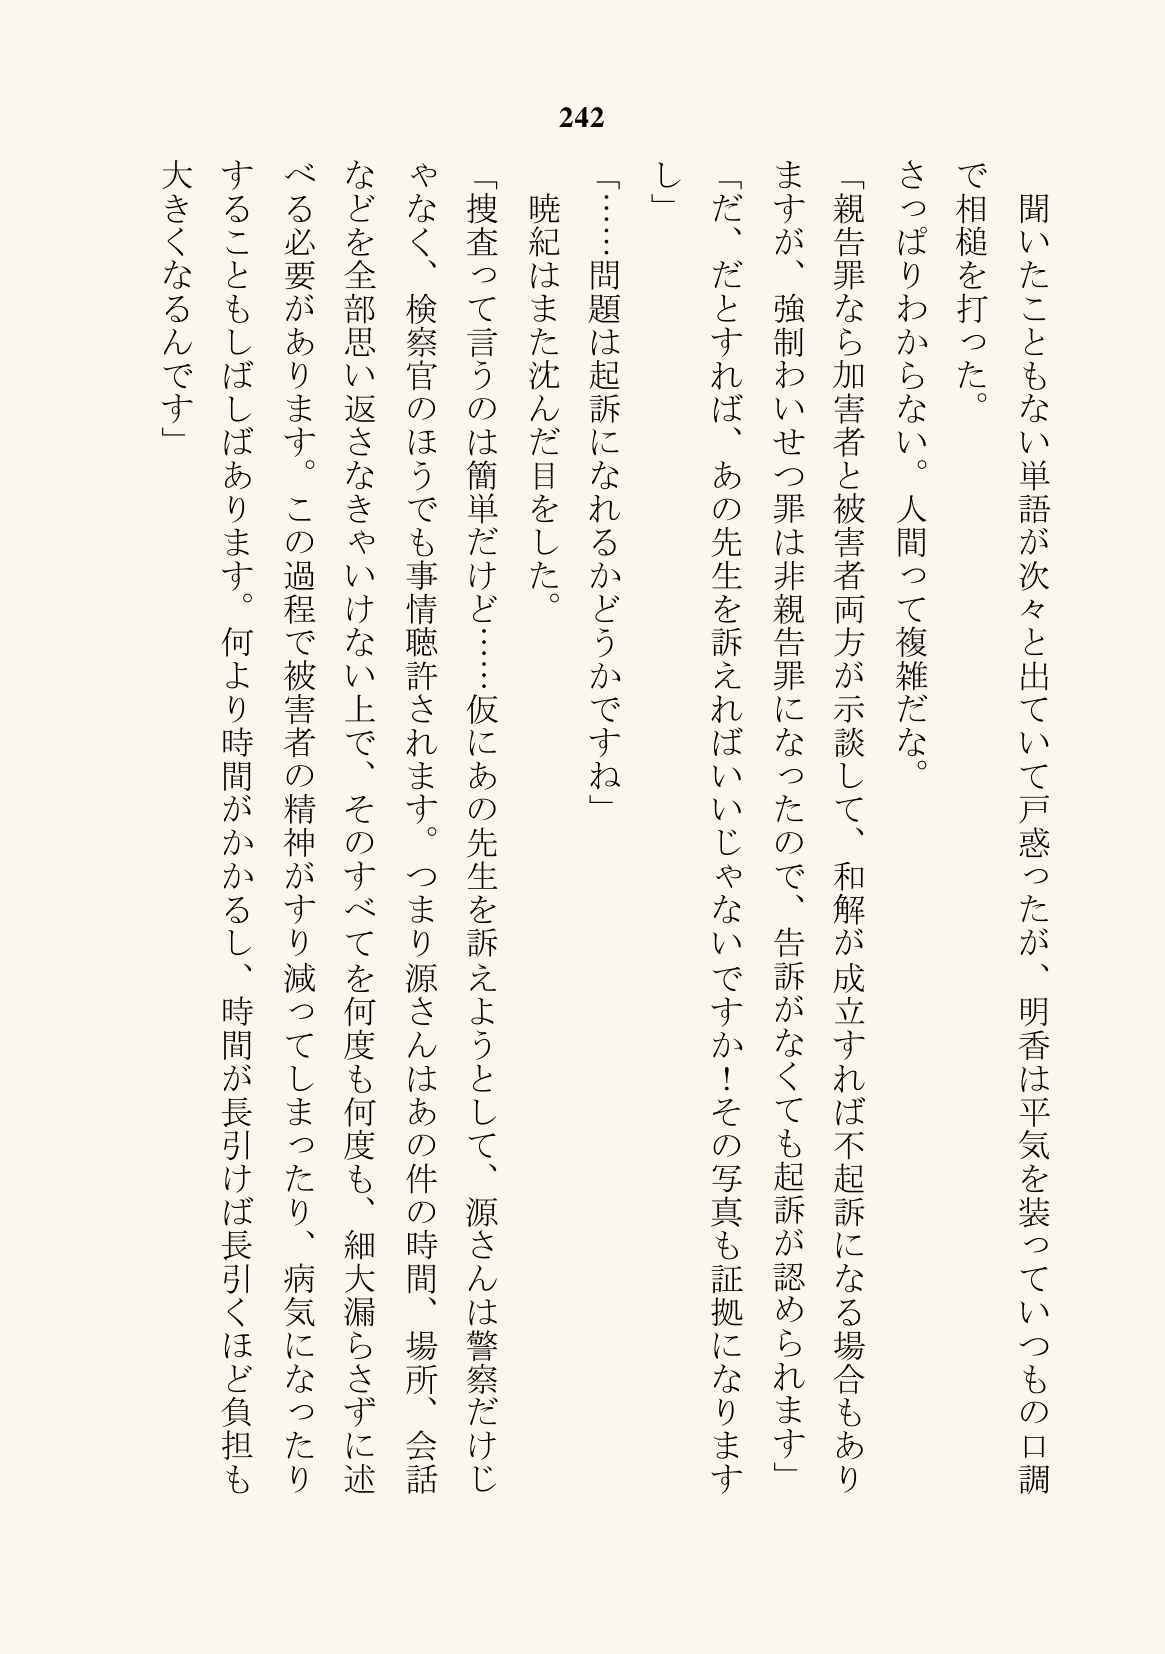 242
　聞いたこともない単語が次々と出ていて戸惑ったが、明香は平気を装っていつもの口調
で相槌を打った。
さっぱりわからない。人間って複雑だな。
「親告罪なら加害者と被害者両方が示談して、和解が成立すれば不起訴になる場合もあり
ますが、強制わいせつ罪は非親告罪になったので、告訴がなくても起訴が認められます」
「だ、だとすれば、あの先生を訴えればいいじゃないですか！その写真も証拠になります
し」
「……問題は起訴になれるかどうかですね」
　暁紀はまた沈んだ目をした。
「捜査って言うのは簡単だけど……仮にあの先生を訴えようとして、源さんは警察だけじ
ゃなく、検察官のほうでも事情聴許されます。つまり源さんはあの件の時間、場所、会話
などを全部思い返さなきゃいけない上で、そのすべてを何度も何度も、細大漏らさずに述
べる必要があります。この過程で被害者の精神がすり減ってしまったり、病気になったり
することもしばしばあります。何より時間がかかるし、時間が長引けば長引くほど負担も
大きくなるんです」